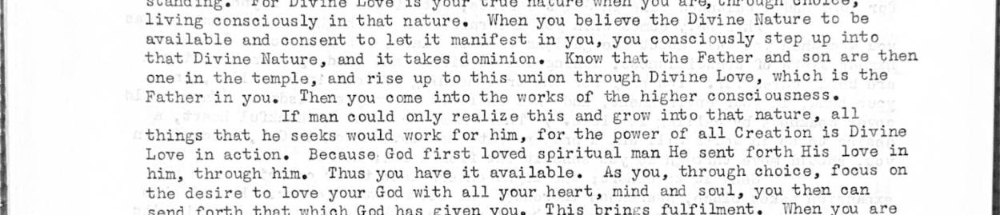 standing.  For Divine Love is your true nature when you are, through choice,
living consciously in that nature.  When you believe the Divine Nature to be
available and consent to let it manifest in you, you consciously step up into
that Divine Nature, and it takes dominion.  Know that the Father and son are then
one in the temple, and rise up to this union through Divine Love, which is the
Father in you.  Then you come into the works of the higher consciousness.
If man could only realize this and grow into that nature, all
things that he seeks would work for him, for the power of all Creation is Divine
Love in action.  Because God first loved spiritual man He sent forth His love in
him, through him.  Thus you have it available.  As you, through choice, focus on
the desire to love your God with all your heart, mind and soul, you then can
send forth that which God has given you.  This brings fulfilment.  When you are